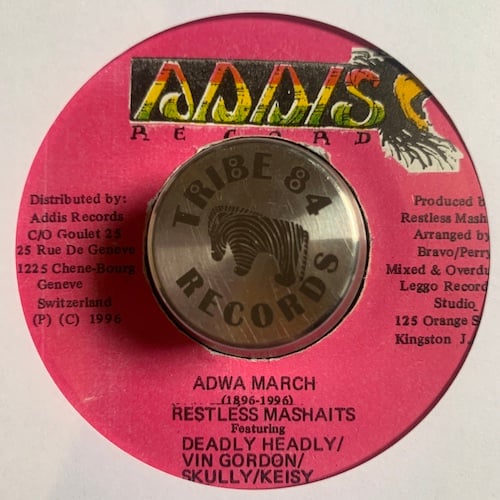 ADDIS
RECORD
TRIBE 84
RECORDS
Distributed by:
Addis Records
C/O Goulet 25
25 Rue De Geneve
1225 Chene-Bourg
Geneve
Switzerland
(P) (C) 1996
Produced b
Restless Mash
Arranged by
Bravo/Perry
Mixed & Overdu
Leggo Record
Studio
125 Orange S
Kingston J.
ADWA MARCH
(1896-1996)
RESTLESS MASHAITS
Featuring
DEADLY HEADLY/
VIN GORDON/
SKULLY/KEISY